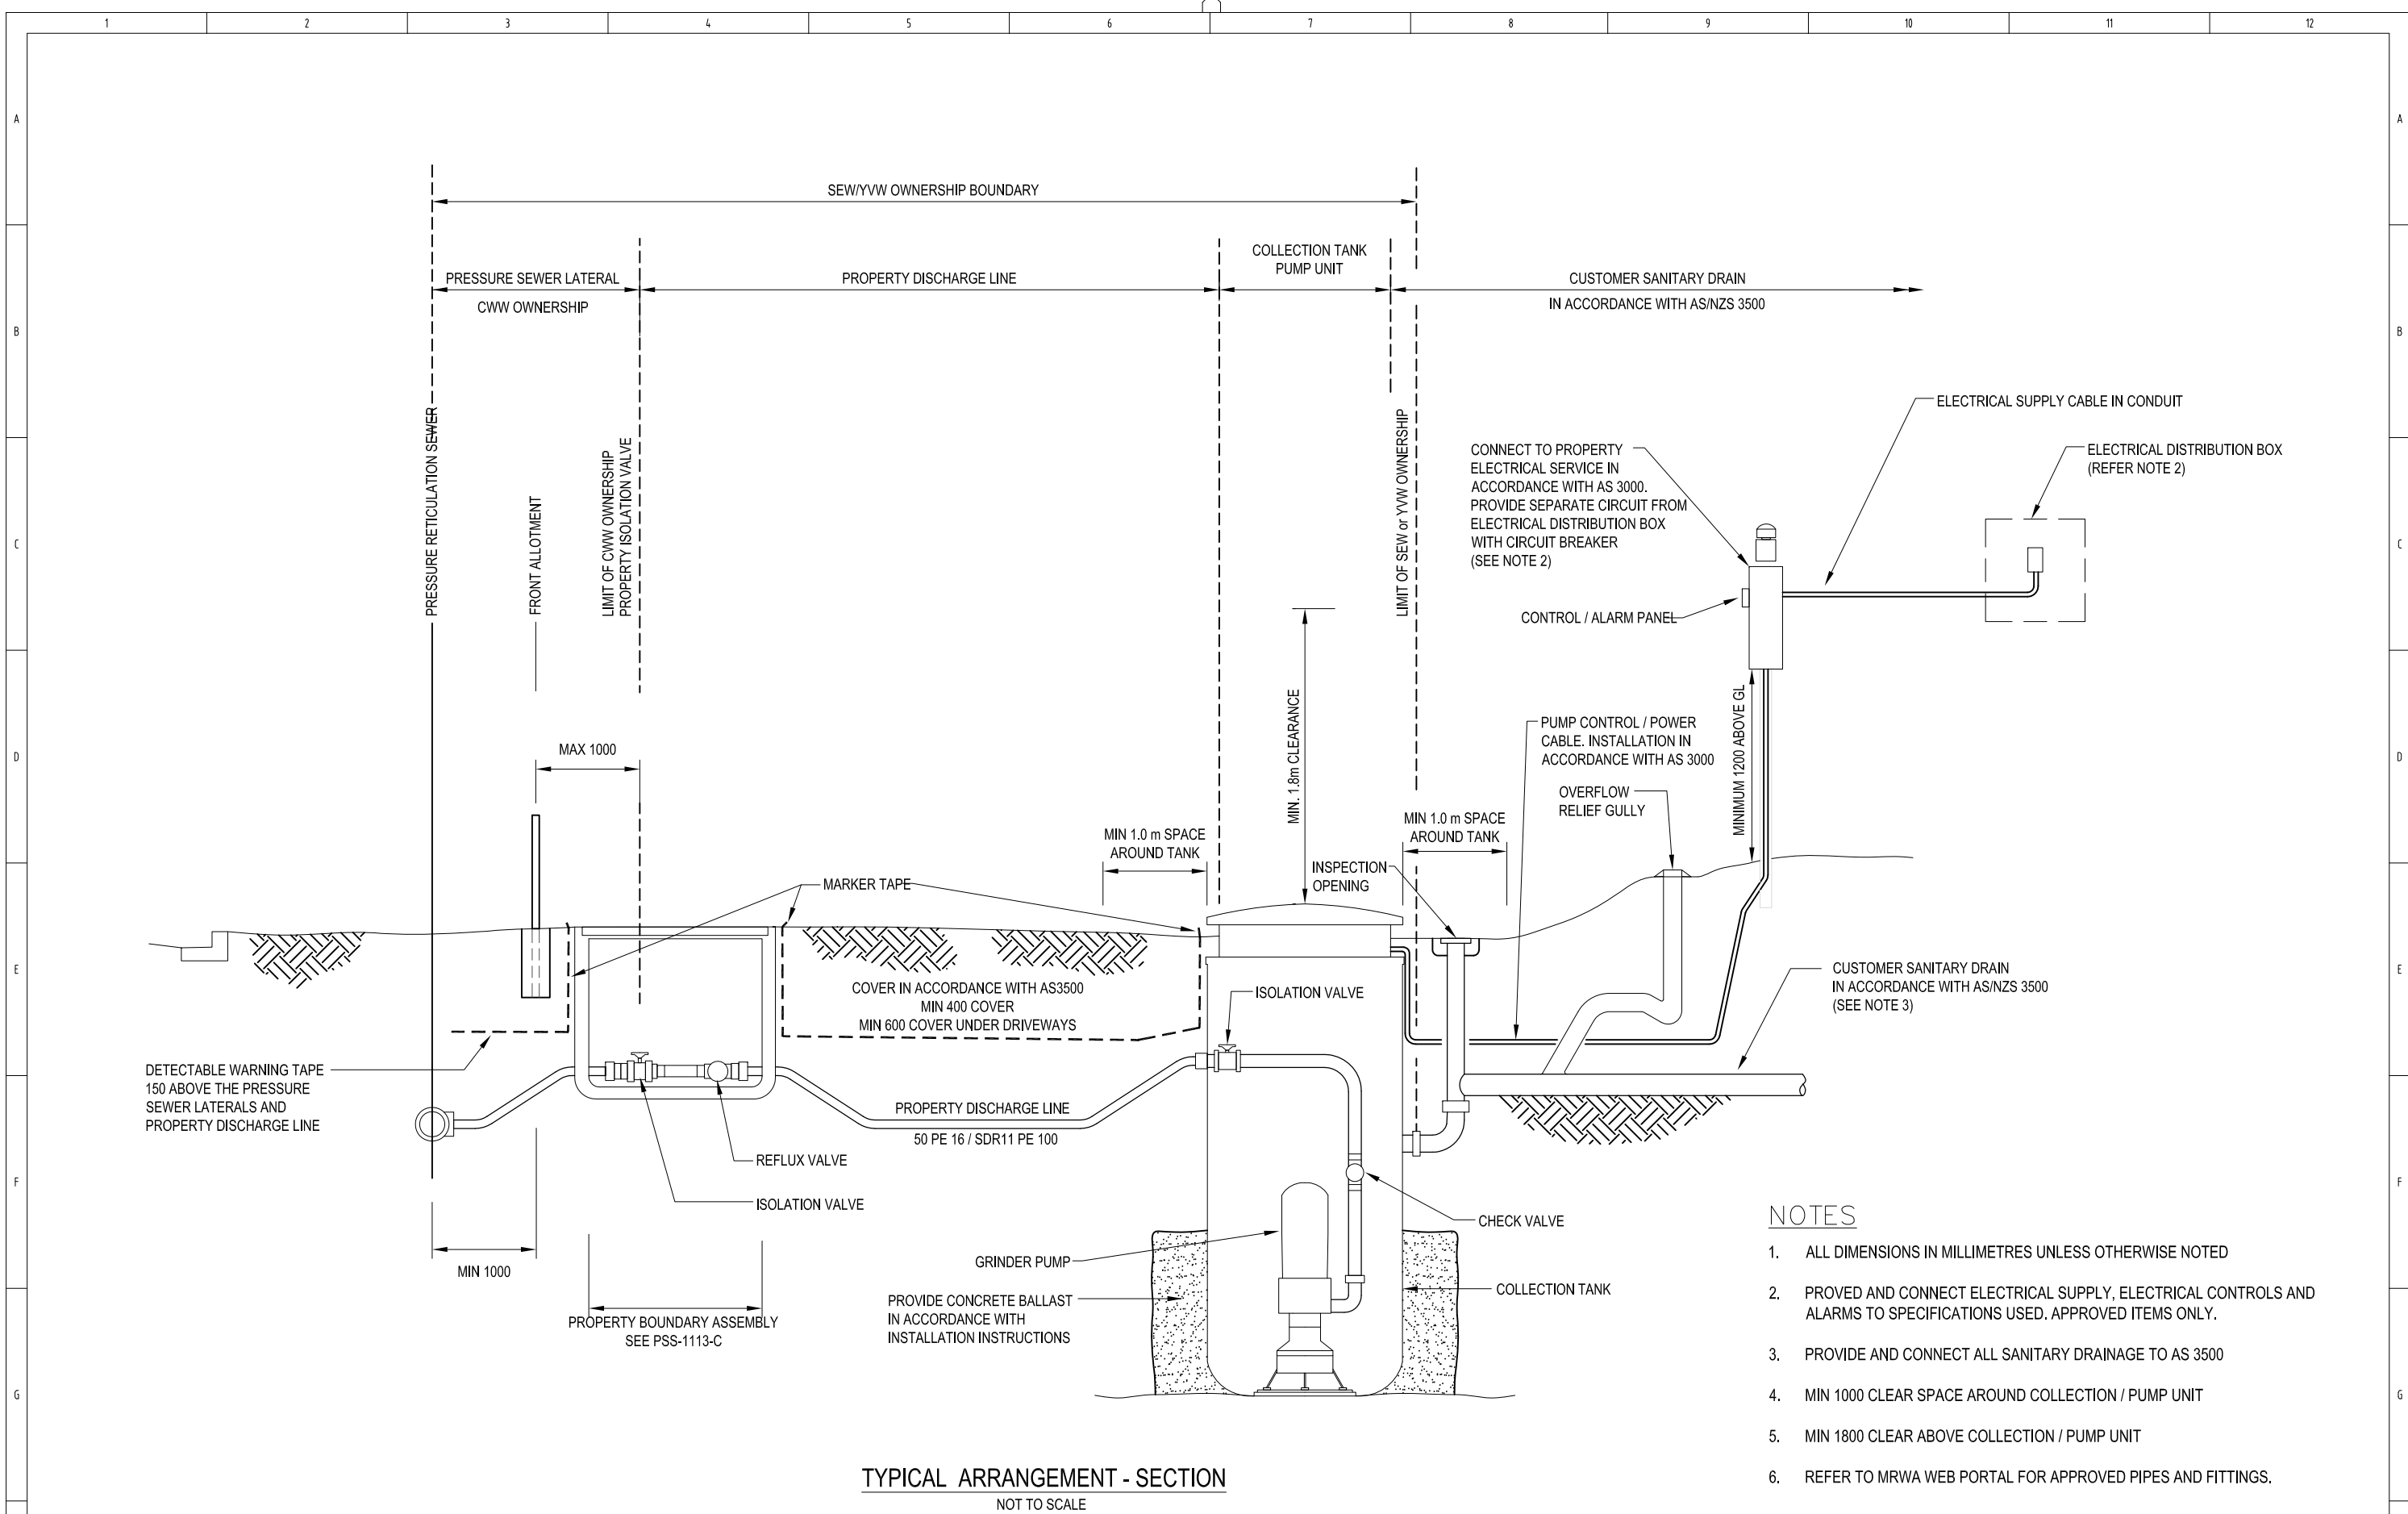 1 2 3 4 5 6 7 8 9 10 11 12
A A
B B
C C
D D
E E
F F
G G
SEW/YVW OWNERSHIP BOUNDARY
PRESSURE SEWER LATERAL
CWW OWNERSHIP
PROPERTY DISCHARGE LINE
COLLECTION TANK
PUMP UNIT
CUSTOMER SANITARY DRAIN
IN ACCORDANCE WITH AS/NZS 3500
PRESSURE RETICULATION SEWER
FRONT ALLOTMENT
LIMIT OF CWW OWNERSHIP
PROPERTY ISOLATION VALVE
LIMIT OF SEW or YVW OWNERSHIP
ELECTRICAL SUPPLY CABLE IN CONDUIT
CONNECT TO PROPERTY
ELECTRICAL SERVICE IN
ACCORDANCE WITH AS 3000.
PROVIDE SEPARATE CIRCUIT FROM
ELECTRICAL DISTRIBUTION BOX
WITH CIRCUIT BREAKER
(SEE NOTE 2)
ELECTRICAL DISTRIBUTION BOX
(REFER NOTE 2)
CONTROL / ALARM PANEL
MIN. 1.8m CLEARANCE
MINIMUM 1200 ABOVE GL
PUMP CONTROL / POWER
CABLE. INSTALLATION IN
ACCORDANCE WITH AS 3000
OVERFLOW
RELIEF GULLY
MAX 1000
MIN 1.0 m SPACE
AROUND TANK
MIN 1.0 m SPACE
AROUND TANK
INSPECTION
OPENING
MARKER TAPE
COVER IN ACCORDANCE WITH AS3500
MIN 400 COVER
MIN 600 COVER UNDER DRIVEWAYS
ISOLATION VALVE
CUSTOMER SANITARY DRAIN
IN ACCORDANCE WITH AS/NZS 3500
(SEE NOTE 3)
DETECTABLE WARNING TAPE
150 ABOVE THE PRESSURE
SEWER LATERALS AND
PROPERTY DISCHARGE LINE
PROPERTY DISCHARGE LINE
50 PE 16 / SDR11 PE 100
REFLUX VALVE
ISOLATION VALVE
CHECK VALVE
GRINDER PUMP
COLLECTION TANK
MIN 1000
PROVIDE CONCRETE BALLAST
IN ACCORDANCE WITH
INSTALLATION INSTRUCTIONS
PROPERTY BOUNDARY ASSEMBLY
SEE PSS-1113-C
NOTES
1. ALL DIMENSIONS IN MILLIMETRES UNLESS OTHERWISE NOTED
2. PROVED AND CONNECT ELECTRICAL SUPPLY, ELECTRICAL CONTROLS AND
ALARMS TO SPECIFICATIONS USED. APPROVED ITEMS ONLY.
3. PROVIDE AND CONNECT ALL SANITARY DRAINAGE TO AS 3500
4. MIN 1000 CLEAR SPACE AROUND COLLECTION / PUMP UNIT
5. MIN 1800 CLEAR ABOVE COLLECTION / PUMP UNIT
6. REFER TO MRWA WEB PORTAL FOR APPROVED PIPES AND FITTINGS.
TYPICAL ARRANGEMENT - SECTION
NOT TO SCALE